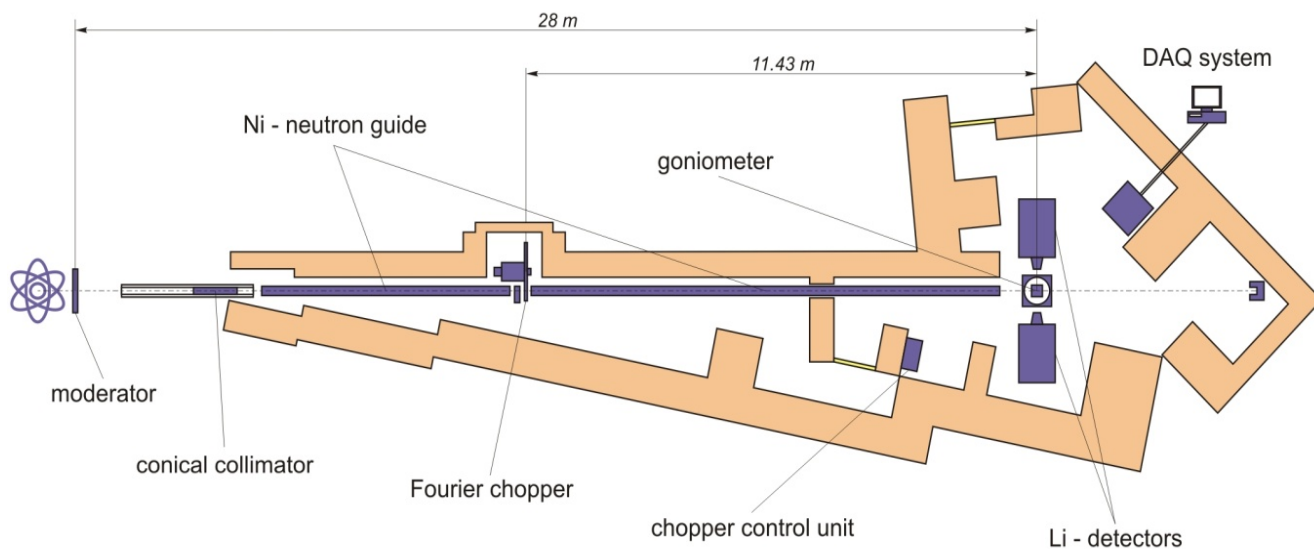 28 m
11.43 m
DAQ system
Ni - neutron guide
goniometer
moderator
conical collimator
Fourier chopper
chopper control unit
Li - detectors